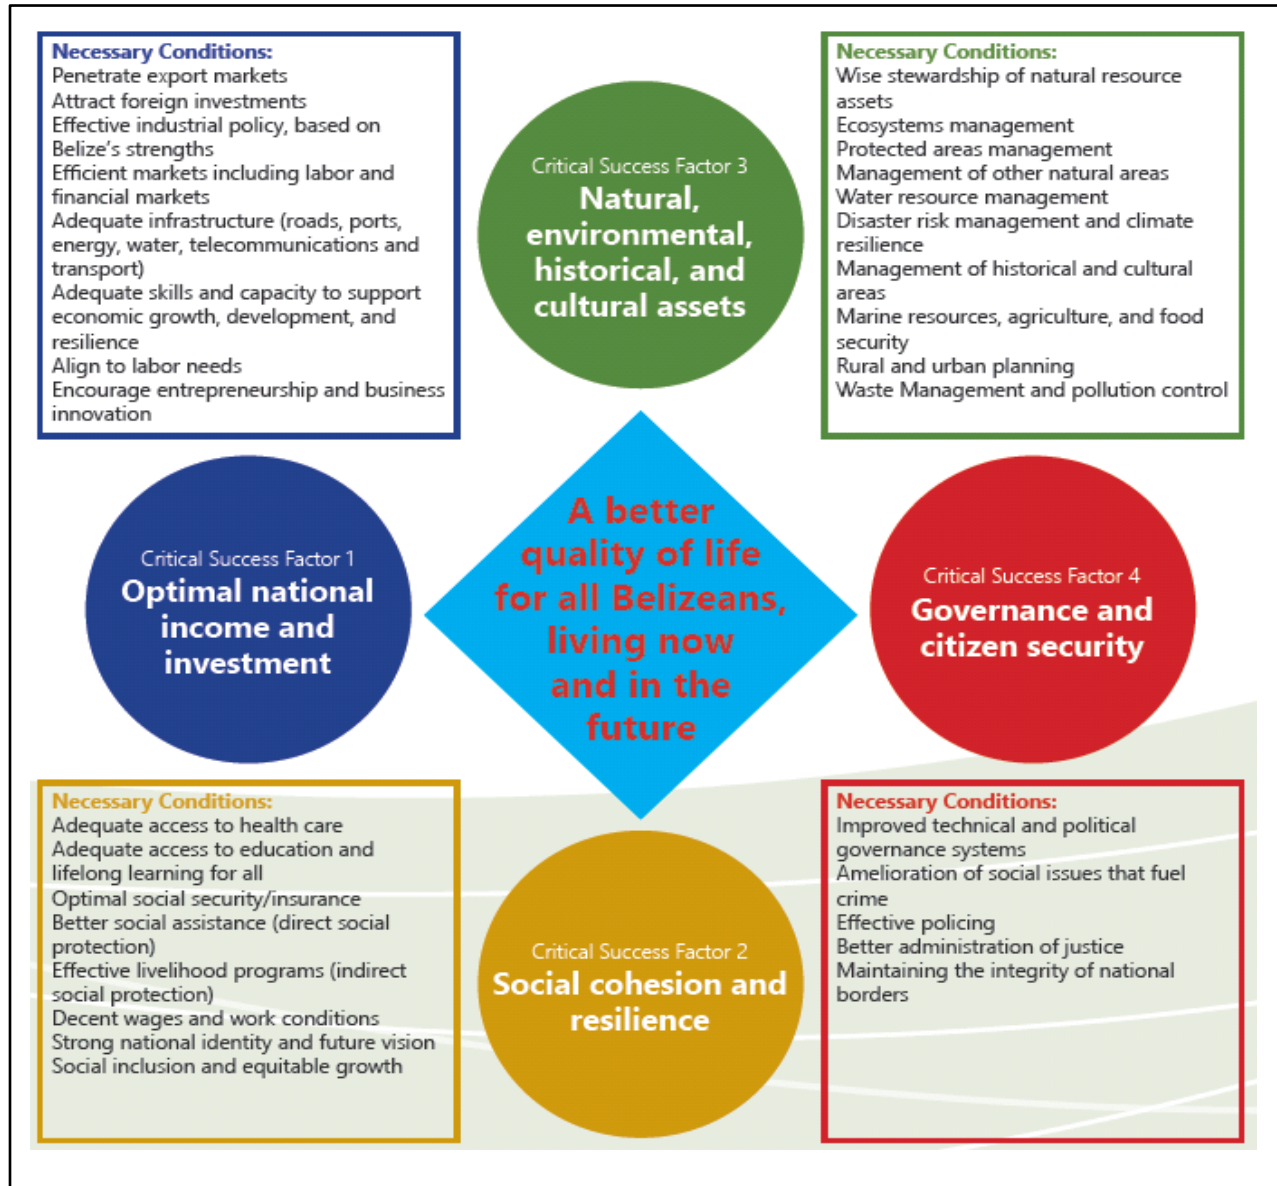 Necessary Conditions:
Penetrate export markets
Attract foreign investments
Effective industrial policy, based on
Belize's strengths
Efficient markets including labor and
financial markets
Adequate infrastructure (roads, ports,
energy, water, telecommunications and
transport)
Adequate skills and capacity to support
economic growth, development, and
resilience
Align to labor needs
Encourage entrepreneurship and business
innovation
Critical Success Factor 3
Natural,
environmental,
historical, and
cultural assets
Necessary Conditions:
Wise stewardship of natural resource
assets
Ecosystems management
Protected areas management
Management of other natural areas
Water resource management
Disaster risk management and climate
resilience
Management of historical and cultural
areas
Marine resources, agriculture, and food
security
Rural and urban planning
Waste Management and pollution control
Critical Success Factor 1
Optimal national
income and
investment
A better
quality of life
for all Belizeans,
living now
and in the
future
Critical Success Factor 4
Governance and
citizen security
Necessary Conditions:
Adequate access to health care
Adequate access to education and
lifelong learning for all
Optimal social security/insurance
Better social assistance (direct social
protection)
Effective livelihood programs (indirect
social protection)
Decent wages and work conditions
Strong national identity and future vision
Social inclusion and equitable growth
Critical Success Factor 2
Social cohesion and
resilience
Necessary Conditions:
Improved technical and political
governance systems
Amelioration of social issues that fuel
crime
Effective policing
Better administration of justice
Maintaining the integrity of national
borders